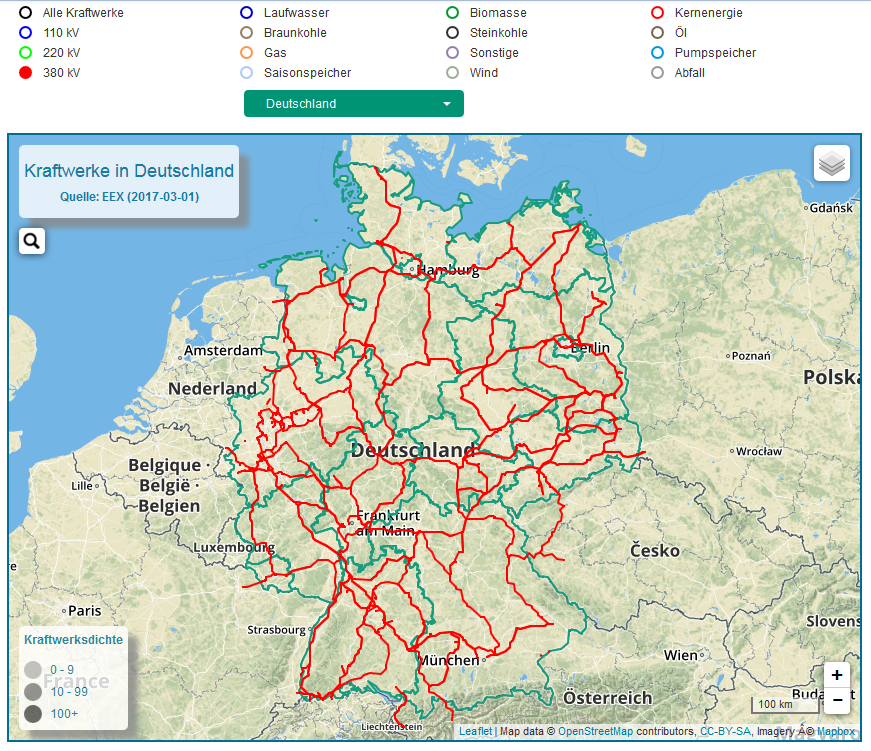 Alle Kraftwerke
Laufwasser
Biomasse
Kernenergie
110 kV
Braunkohle
Steinkohle
Öl
220 kV
Gas
Sonstige
Pumpspeicher
380 kV
Saisonspeicher
Wind
Abfall
Deutschland
Kraftwerke in Deutschland
Quelle: EEX (2017-03-01)
Gdańsk
Hamburg
Amsterdam
Berlin
Poznań
Nederland
Polska
Deutschland
Wrocław
Belgique ·
België ·
Belgien
Lille
Frankfurt
am Main
Luxembourg
Česko
Paris
Slovens
Strasbourg
Kraftwerksdichte
München
Wien
0 - 9
France
10 - 99
100+
Österreich
Budapest
+
−
100 km
Liechtenstein
Leaflet | Map data © OpenStreetMap contributors, CC-BY-SA, Imagery Â© Mapbox